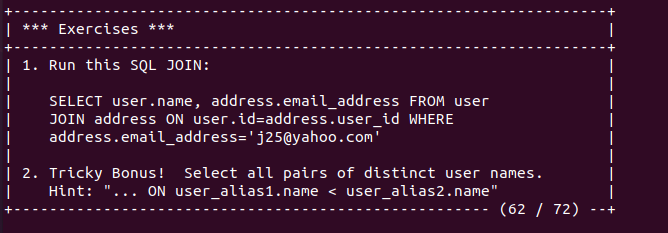 *** Exercises ***
1. Run this SQL JOIN:
SELECT user.name, address.email_address FROM user
JOIN address ON user.id=address.user_id WHERE
address.email_address='j25@yahoo.com'
2. Tricky Bonus!  Select all pairs of distinct user names.
Hint: "... ON user_alias1.name < user_alias2.name"
(62 / 72)